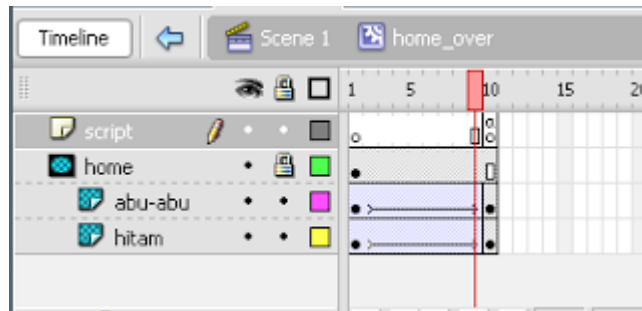 Timeline Scene 1 home_over
1 5 10 15 20
script
home
abu-abu
hitam